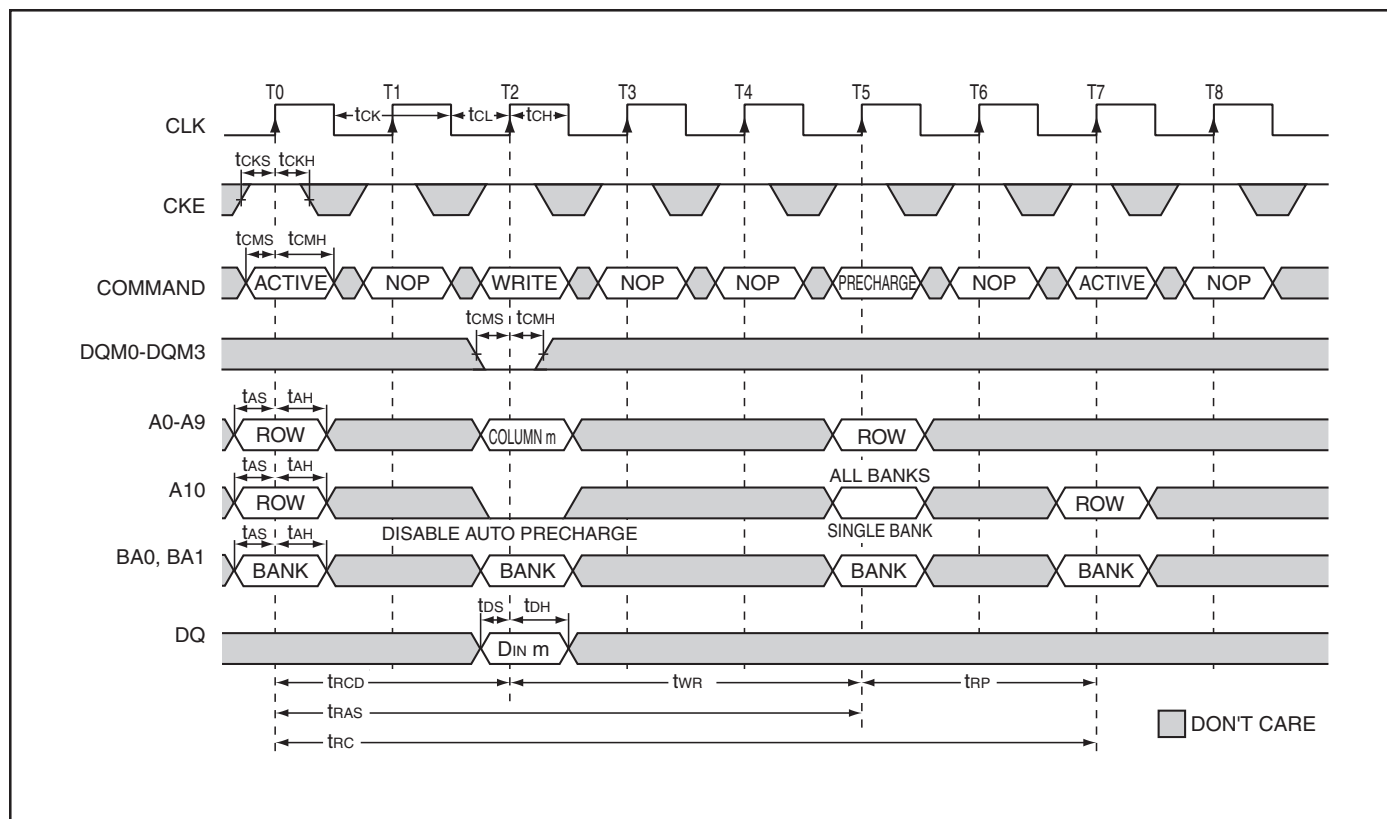 T0 T1 T2 T3 T4 T5 T6 T7 T8
CLK tCK tCL tCH
tCKS tCKH
CKE
tCMS tCMH
COMMAND ACTIVE NOP WRITE NOP NOP PRECHARGE NOP ACTIVE NOP
tCMS tCMH
DQM0-DQM3
tAS tAH
A0-A9 ROW COLUMN m ROW
tAS tAH ALL BANKS
A10 ROW ROW
DISABLE AUTO PRECHARGE SINGLE BANK
tAS tAH
BA0, BA1 BANK BANK BANK BANK
tDS tDH
DQ DIN m
tRCD tWR tRP
tRAS
tRC
DON'T CARE